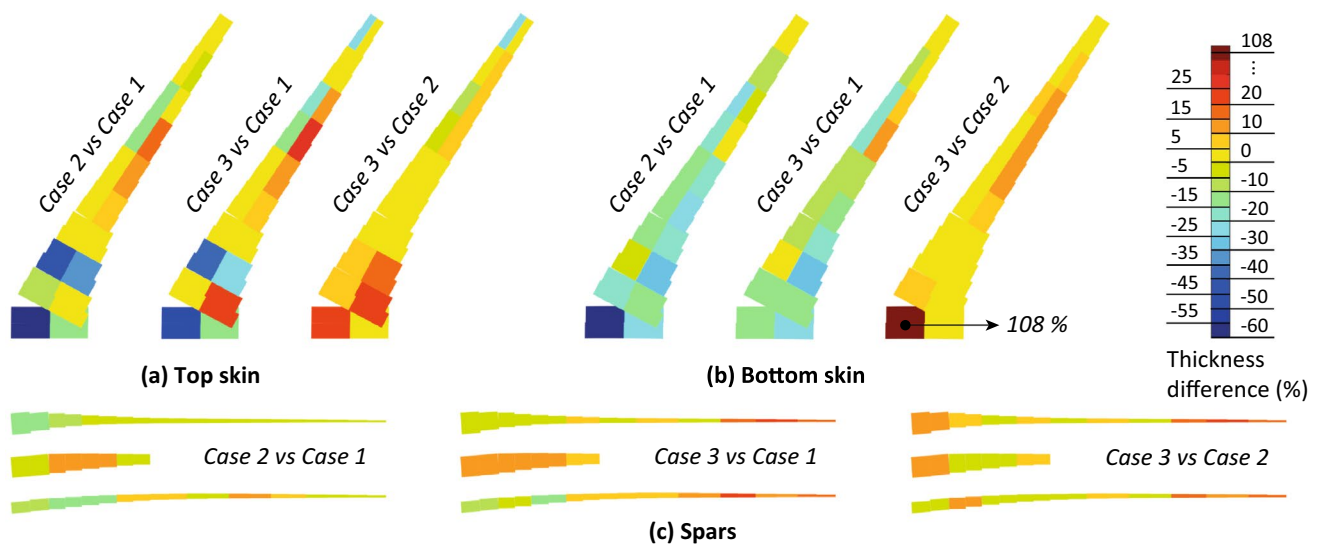 Case 2 vs Case 1
Case 3 vs Case 1
Case 3 vs Case 2
(a) Top skin
Case 2 vs Case 1
Case 3 vs Case 1
Case 3 vs Case 2
108 %
(b) Bottom skin
108
⋮
25
20
15
10
5
0
-5
-10
-15
-20
-25
-30
-35
-40
-45
-50
-55
-60
Thickness
difference (%)
Case 2 vs Case 1
Case 3 vs Case 1
Case 3 vs Case 2
(c) Spars